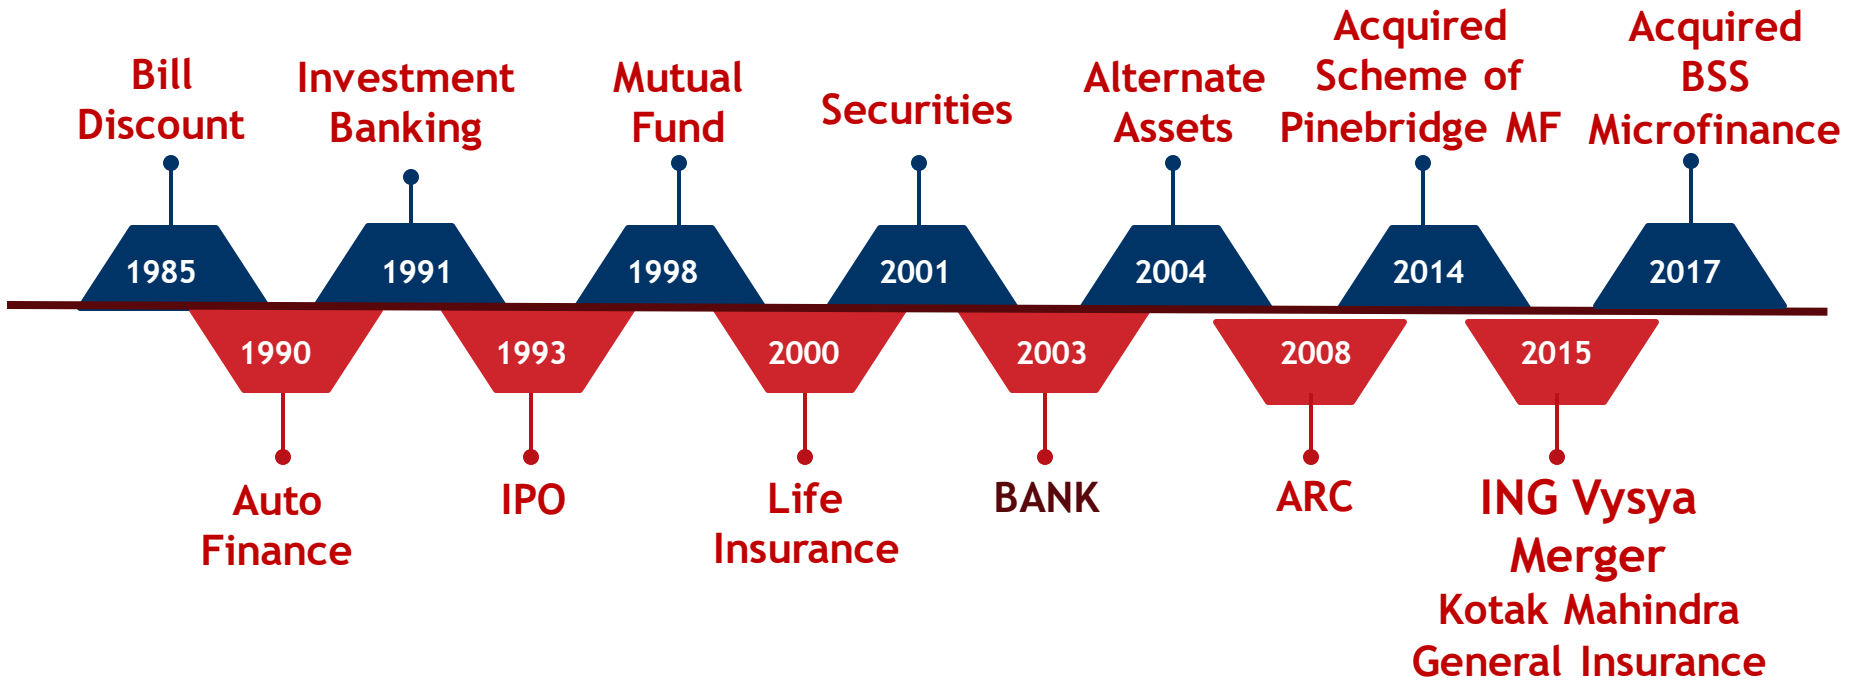 Bill
Discount
Investment
Banking
Mutual
Fund
Securities
Alternate
Assets
Acquired
Scheme of
Pinebridge MF
Acquired
BSS
Microfinance
1985
1991
1998
2001
2004
2014
2017
1990
1993
2000
2003
2008
2015
Auto
Finance
IPO
Life
Insurance
BANK
ARC
ING Vysya
Merger
Kotak Mahindra
General Insurance